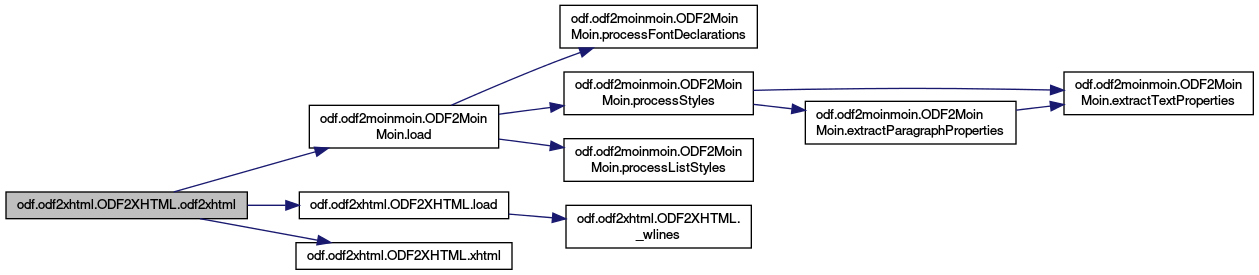 odf.odf2moinmoin.ODF2Moin
Moin.processFontDeclarations
odf.odf2moinmoin.ODF2Moin
Moin.processStyles
odf.odf2moinmoin.ODF2Moin
Moin.extractTextProperties
odf.odf2moinmoin.ODF2Moin
Moin.extractParagraphProperties
odf.odf2moinmoin.ODF2Moin
Moin.load
odf.odf2moinmoin.ODF2Moin
Moin.processListStyles
odf.odf2xhtml.ODF2XHTML.odf2xhtml
odf.odf2xhtml.ODF2XHTML.load
odf.odf2xhtml.ODF2XHTML.
_wlines
odf.odf2xhtml.ODF2XHTML.xhtml